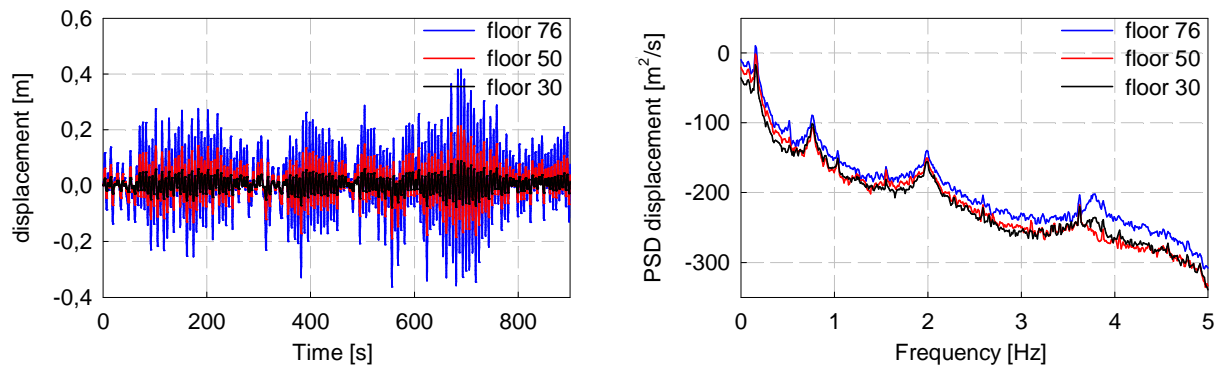 0,6
0,4
0,2
0,0
-0,2
-0,4
displacement [m]
floor 76
floor 50
floor 30
0
200
400
600
800
Time [s]
0
-100
-200
-300
PSD displacement [m²/s]
floor 76
floor 50
floor 30
0
1
2
3
4
5
Frequency [Hz]